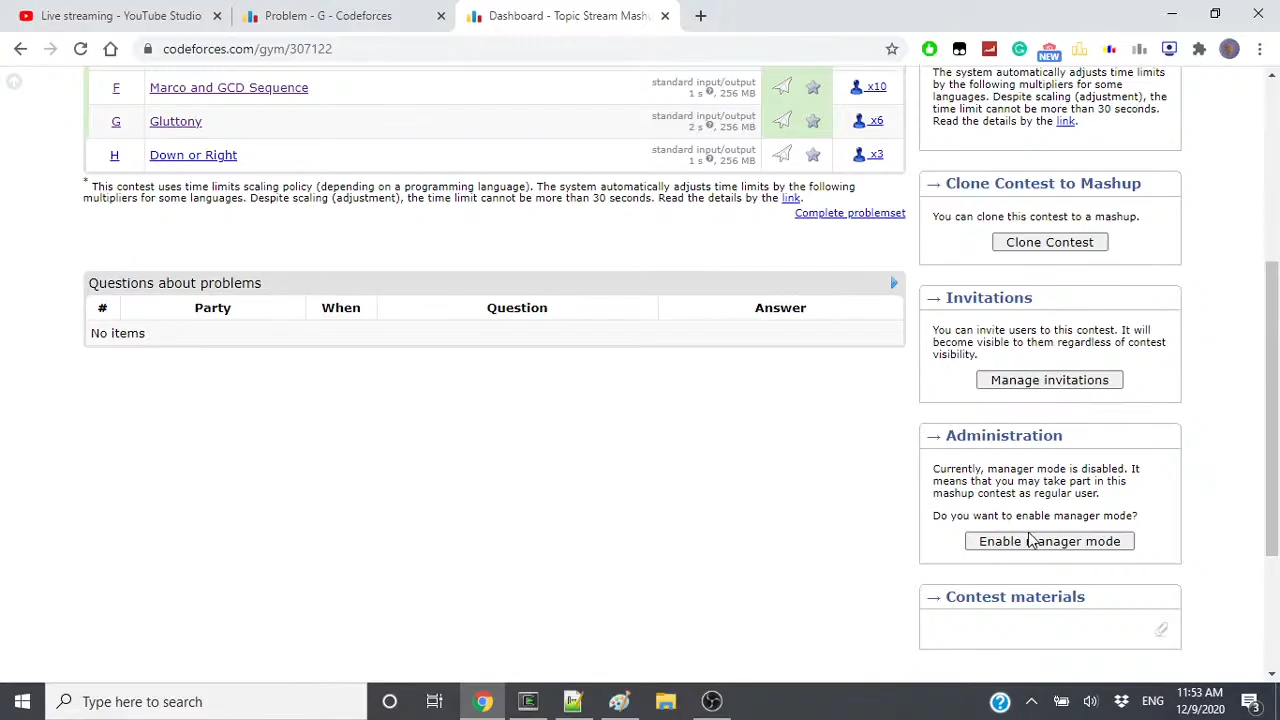 Live streaming - YouTube Studio
Problem - G - Codeforces
Dashboard - Topic Stream Mashu
codeforces.com/gym/307122
NEW
F Marco and GCD Sequence standard input/output 1 s, 256 MB x10
G Gluttony standard input/output 2 s, 256 MB x6
H Down or Right standard input/output 1 s, 256 MB x3
* This contest uses time limits scaling policy (depending on a programming language). The system automatically adjusts time limits by the following
multipliers for some languages. Despite scaling (adjustment), the time limit cannot be more than 30 seconds. Read the details by the link.
Complete problemset
Questions about problems
# Party When Question Answer
No items
The system automatically adjusts time limits
by the following multipliers for some
languages. Despite scaling (adjustment), the
time limit cannot be more than 30 seconds.
Read the details by the link.
→ Clone Contest to Mashup
You can clone this contest to a mashup.
Clone Contest
→ Invitations
You can invite users to this contest. It will
become visible to them regardless of contest
visibility.
Manage invitations
→ Administration
Currently, manager mode is disabled. It
means that you may take part in this
mashup contest as regular user.
Do you want to enable manager mode?
Enable manager mode
→ Contest materials
Type here to search
ENG
11:53 AM
12/9/2020
3